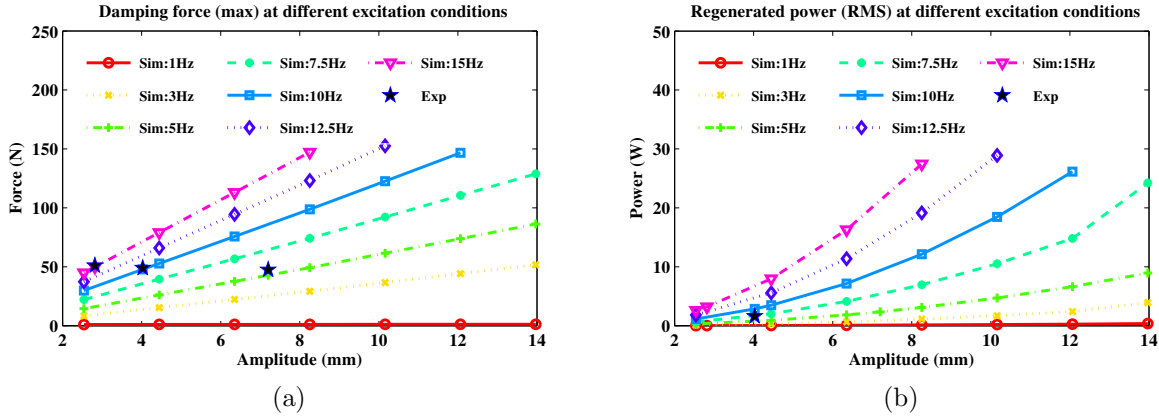 Damping force (max) at different excitation conditions
250
200
150
100
50
0
Force (N)
Sim:1Hz
Sim:3Hz
Sim:5Hz
Sim:7.5Hz
Sim:10Hz
Sim:12.5Hz
Sim:15Hz
Exp
2 4 6 8 10 12 14
Amplitude (mm)
(a)
Regenerated power (RMS) at different excitation conditions
50
40
30
20
10
0
Power (W)
Sim:1Hz
Sim:3Hz
Sim:5Hz
Sim:7.5Hz
Sim:10Hz
Sim:12.5Hz
Sim:15Hz
Exp
2 4 6 8 10 12 14
Amplitude (mm)
(b)